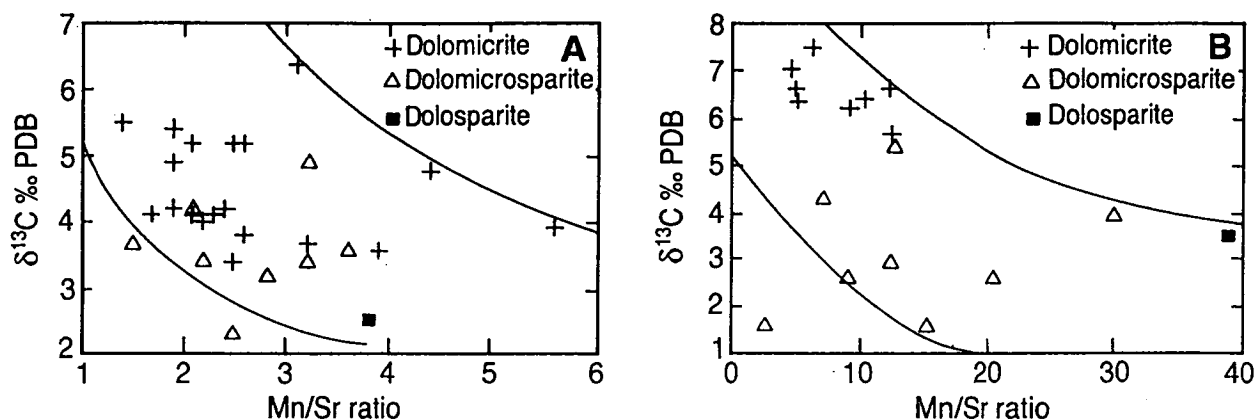 A
Dolomicrite
Dolomicrosparite
Dolosparite
7
6
5
4
3
2
δ¹³C ‰ PDB
1 2 3 4 5 6
Mn/Sr ratio
B
Dolomicrite
Dolomicrosparite
Dolosparite
8
7
6
5
4
3
2
1
δ¹³C ‰ PDB
0 10 20 30 40
Mn/Sr ratio